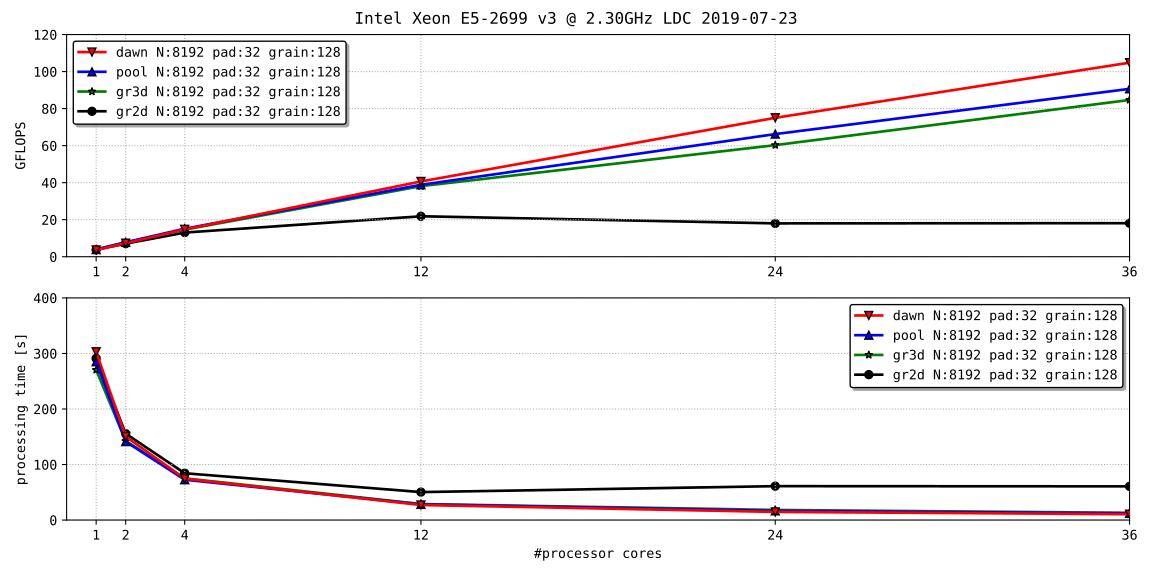 Intel Xeon E5-2699 v3 @ 2.30GHz LDC 2019-07-23
120
100
80
60
40
20
0
GFLOPS
dawn N:8192 pad:32 grain:128
pool N:8192 pad:32 grain:128
gr3d N:8192 pad:32 grain:128
gr2d N:8192 pad:32 grain:128
1 2 4 12 24 36
400
300
200
100
0
processing time [s]
dawn N:8192 pad:32 grain:128
pool N:8192 pad:32 grain:128
gr3d N:8192 pad:32 grain:128
gr2d N:8192 pad:32 grain:128
1 2 4 12 24 36
#processor cores